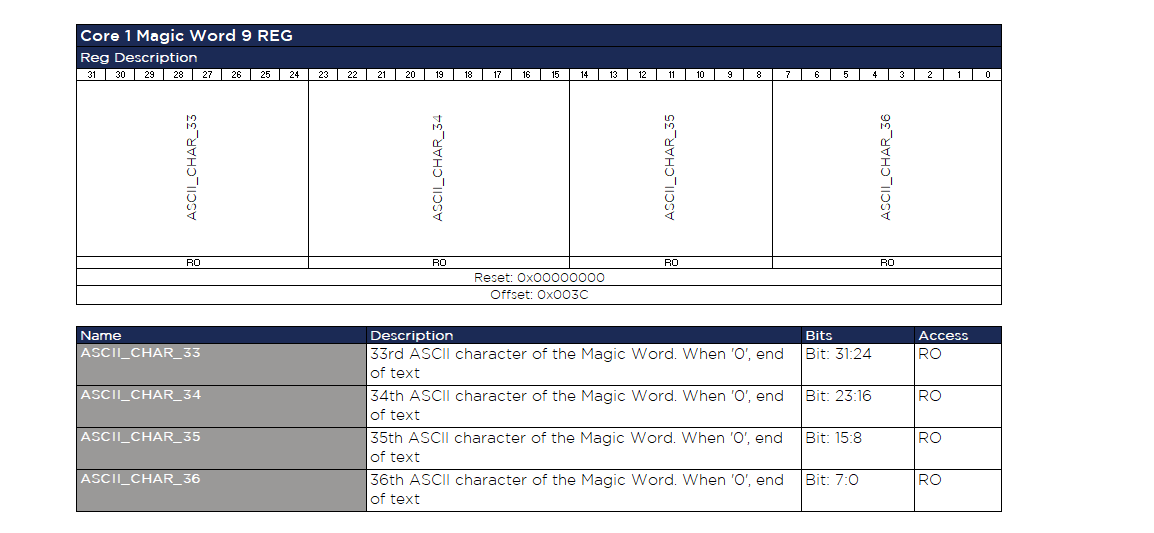 Core 1 Magic Word 9 REG
Reg Description
31 30 29 28 27 26 25 24 23 22 21 20 19 18 17 16 15 14 13 12 11 10 9 8 7 6 5 4 3 2 1 0
ASCII_CHAR_33 ASCII_CHAR_34 ASCII_CHAR_35 ASCII_CHAR_36
RO RO RO RO
Reset: 0x00000000
Offset: 0x003C
Name Description Bits Access
ASCII_CHAR_33 33rd ASCII character of the Magic Word. When '0', end Bit: 31:24 RO
of text
ASCII_CHAR_34 34th ASCII character of the Magic Word. When '0', end Bit: 23:16 RO
of text
ASCII_CHAR_35 35th ASCII character of the Magic Word. When '0', end Bit: 15:8 RO
of text
ASCII_CHAR_36 36th ASCII character of the Magic Word. When '0', end Bit: 7:0 RO
of text